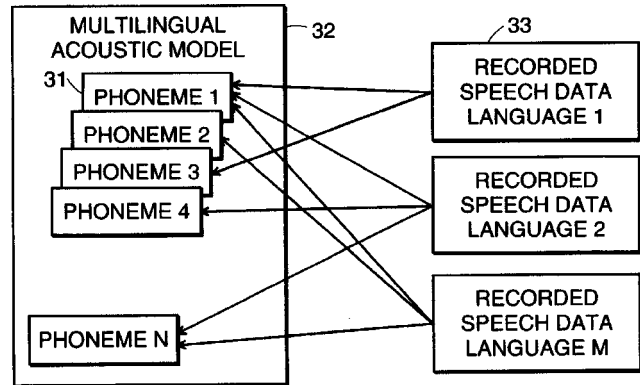 MULTILINGUAL
ACOUSTIC MODEL
32
31
PHONEME 1
PHONEME 2
PHONEME 3
PHONEME 4
PHONEME N
33
RECORDED
SPEECH DATA
LANGUAGE 1
RECORDED
SPEECH DATA
LANGUAGE 2
RECORDED
SPEECH DATA
LANGUAGE M